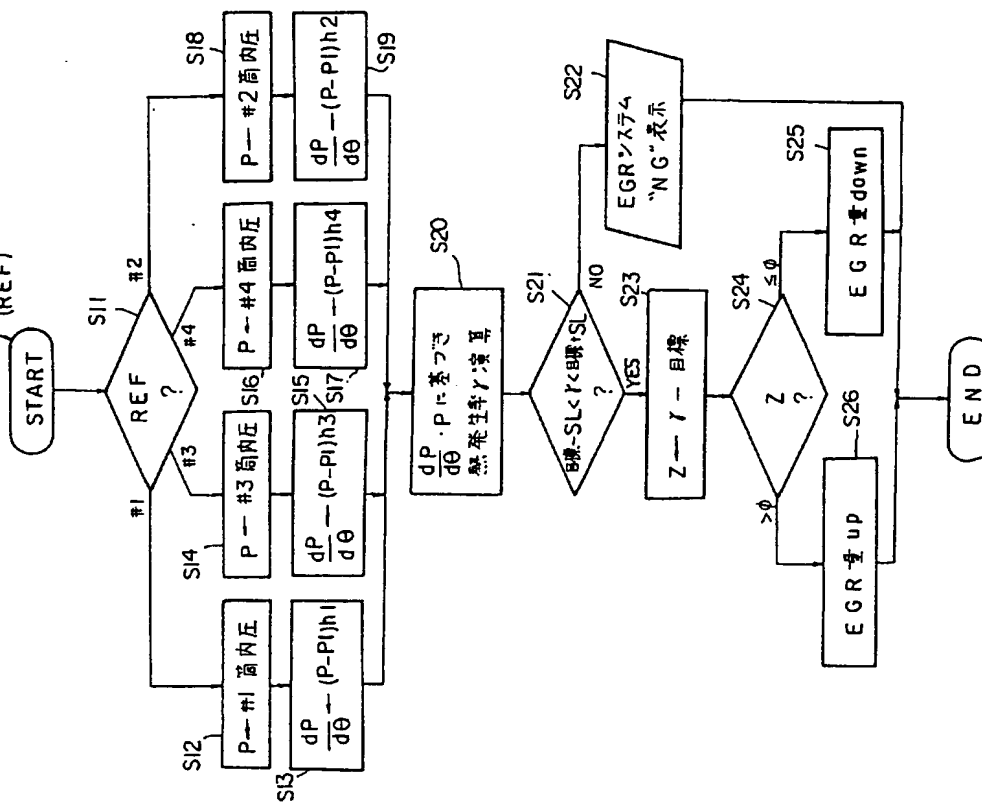 (REF)
START
S11
REF
?
#1
#3
#4
#2
S12
P←#1筒内圧
S13
dP
dθ
←(P-P1)h1
S14
P←#3筒内圧
S15
dP
dθ
←(P-P1)h3
S16
P←#4筒内圧
S17
dP
dθ
←(P-P1)h4
S18
P←#2筒内圧
S19
dP
dθ
←(P-P1)h2
S20
dP
dθ
・Pに基づき
熱発生率γ演算
S21
目標-SL<γ<目標+SL
?
NO
YES
S22
EGRシステム
"NG"表示
S23
Z←γ-目標
S24
Z
?
>φ
≤φ
S26
EGR量up
S25
EGR量down
END